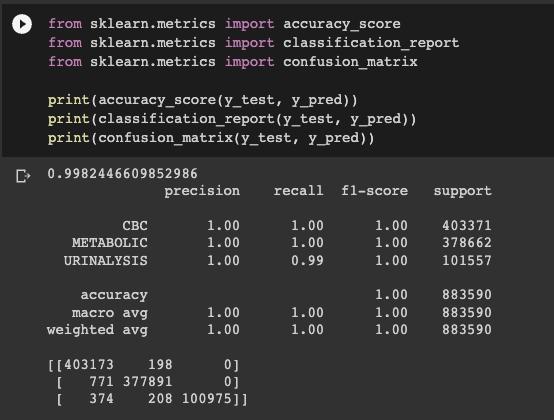 from sklearn.metrics import accuracy_score
from sklearn.metrics import classification_report
from sklearn.metrics import confusion_matrix
print(accuracy_score(y_test, y_pred))
print(classification_report(y_test, y_pred))
print(confusion_matrix(y_test, y_pred))
0.9982446609852986
precision recall f1-score support
CBC 1.00 1.00 1.00 403371
METABOLIC 1.00 1.00 1.00 378662
URINALYSIS 1.00 0.99 1.00 101557
accuracy 1.00 883590
macro avg 1.00 1.00 1.00 883590
weighted avg 1.00 1.00 1.00 883590
[[403173 198 0]
[ 771 377891 0]
[ 374 208 100975]]